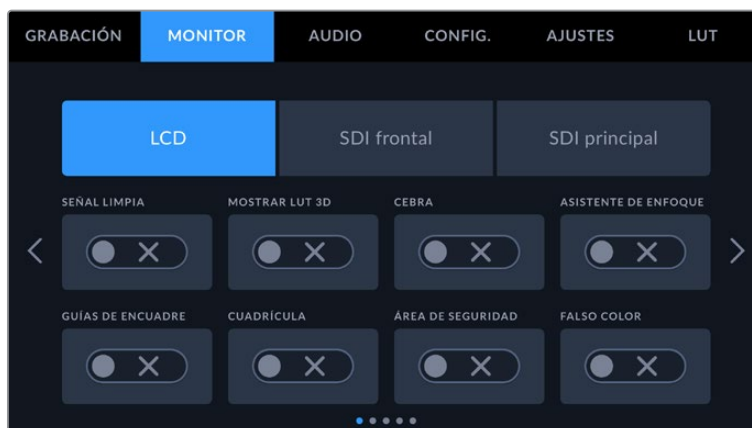 GRABACIÓN MONITOR AUDIO CONFIG. AJUSTES LUT
LCD SDI frontal SDI principal
SEÑAL LIMPIA MOSTRAR LUT 3D CEBRA ASISTENTE DE ENFOQUE
GUÍAS DE ENCUADRE CUADRÍCULA ÁREA DE SEGURIDAD FALSO COLOR